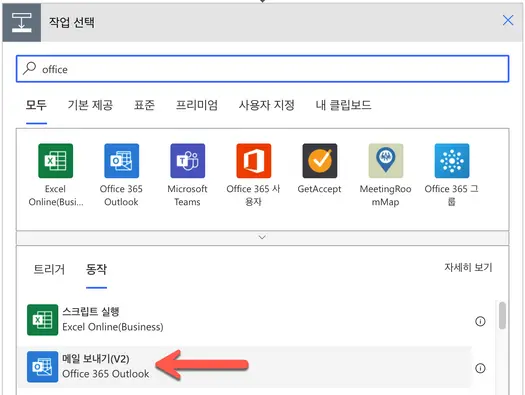 작업 선택
office
모두 기본 제공 표준 프리미엄 사용자 지정 내 클립보드
Excel Online(Busi...
Office 365 Outlook
Microsoft Teams
Office 365 사용자
GetAccept
MeetingRoomMap
Office 365 그룹
트리거 동작 자세히 보기
스크립트 실행
Excel Online(Business)
메일 보내기(V2)
Office 365 Outlook